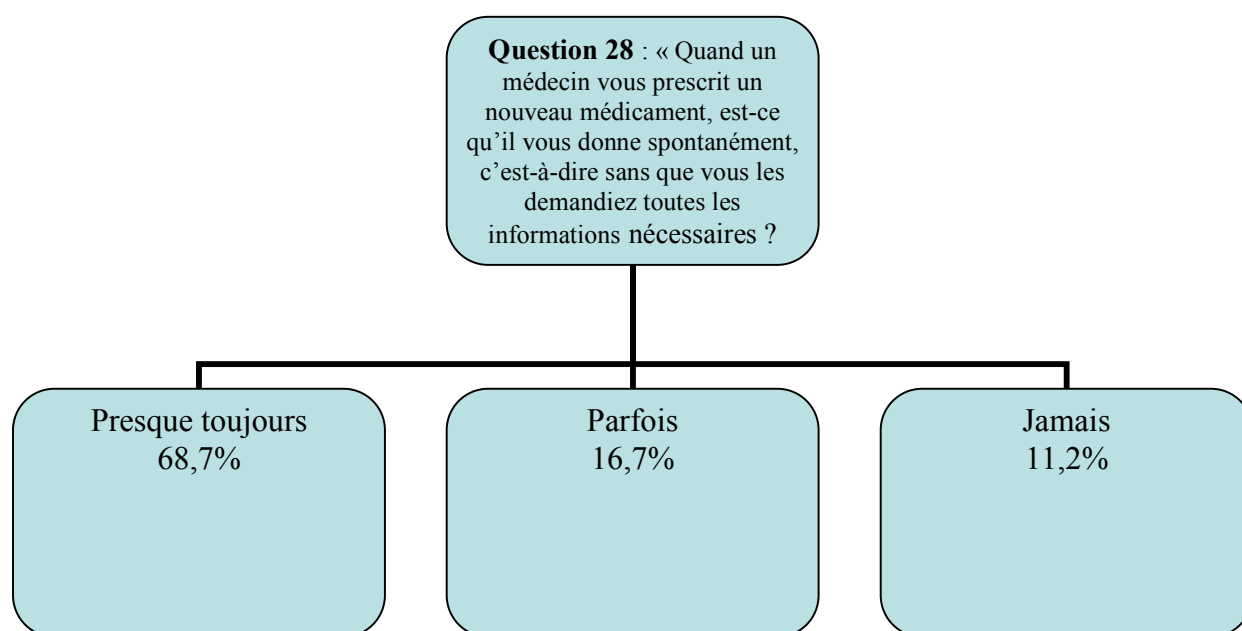 Question 28 : « Quand un
médecin vous prescrit un
nouveau médicament, est-ce
qu’il vous donne spontanément,
c’est-à-dire sans que vous les
demandiez toutes les
informations nécessaires ?
Presque toujours
68,7%
Parfois
16,7%
Jamais
11,2%